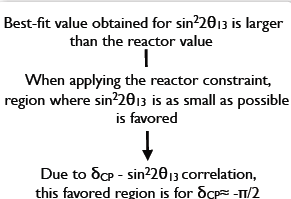 Best-fit value obtained for sin²2θ₁₃ is larger
than the reactor value
When applying the reactor constraint,
region where sin²2θ₁₃ is as small as possible
is favored
Due to δCP - sin²2θ₁₃ correlation,
this favored region is for δCP≈ -π/2